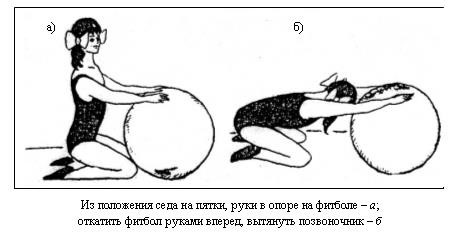 а)
б)
Из положения седа на пятки, руки в опоре на фитболе – а;
откатить фитбол руками вперед, вытянуть позвоночник – б